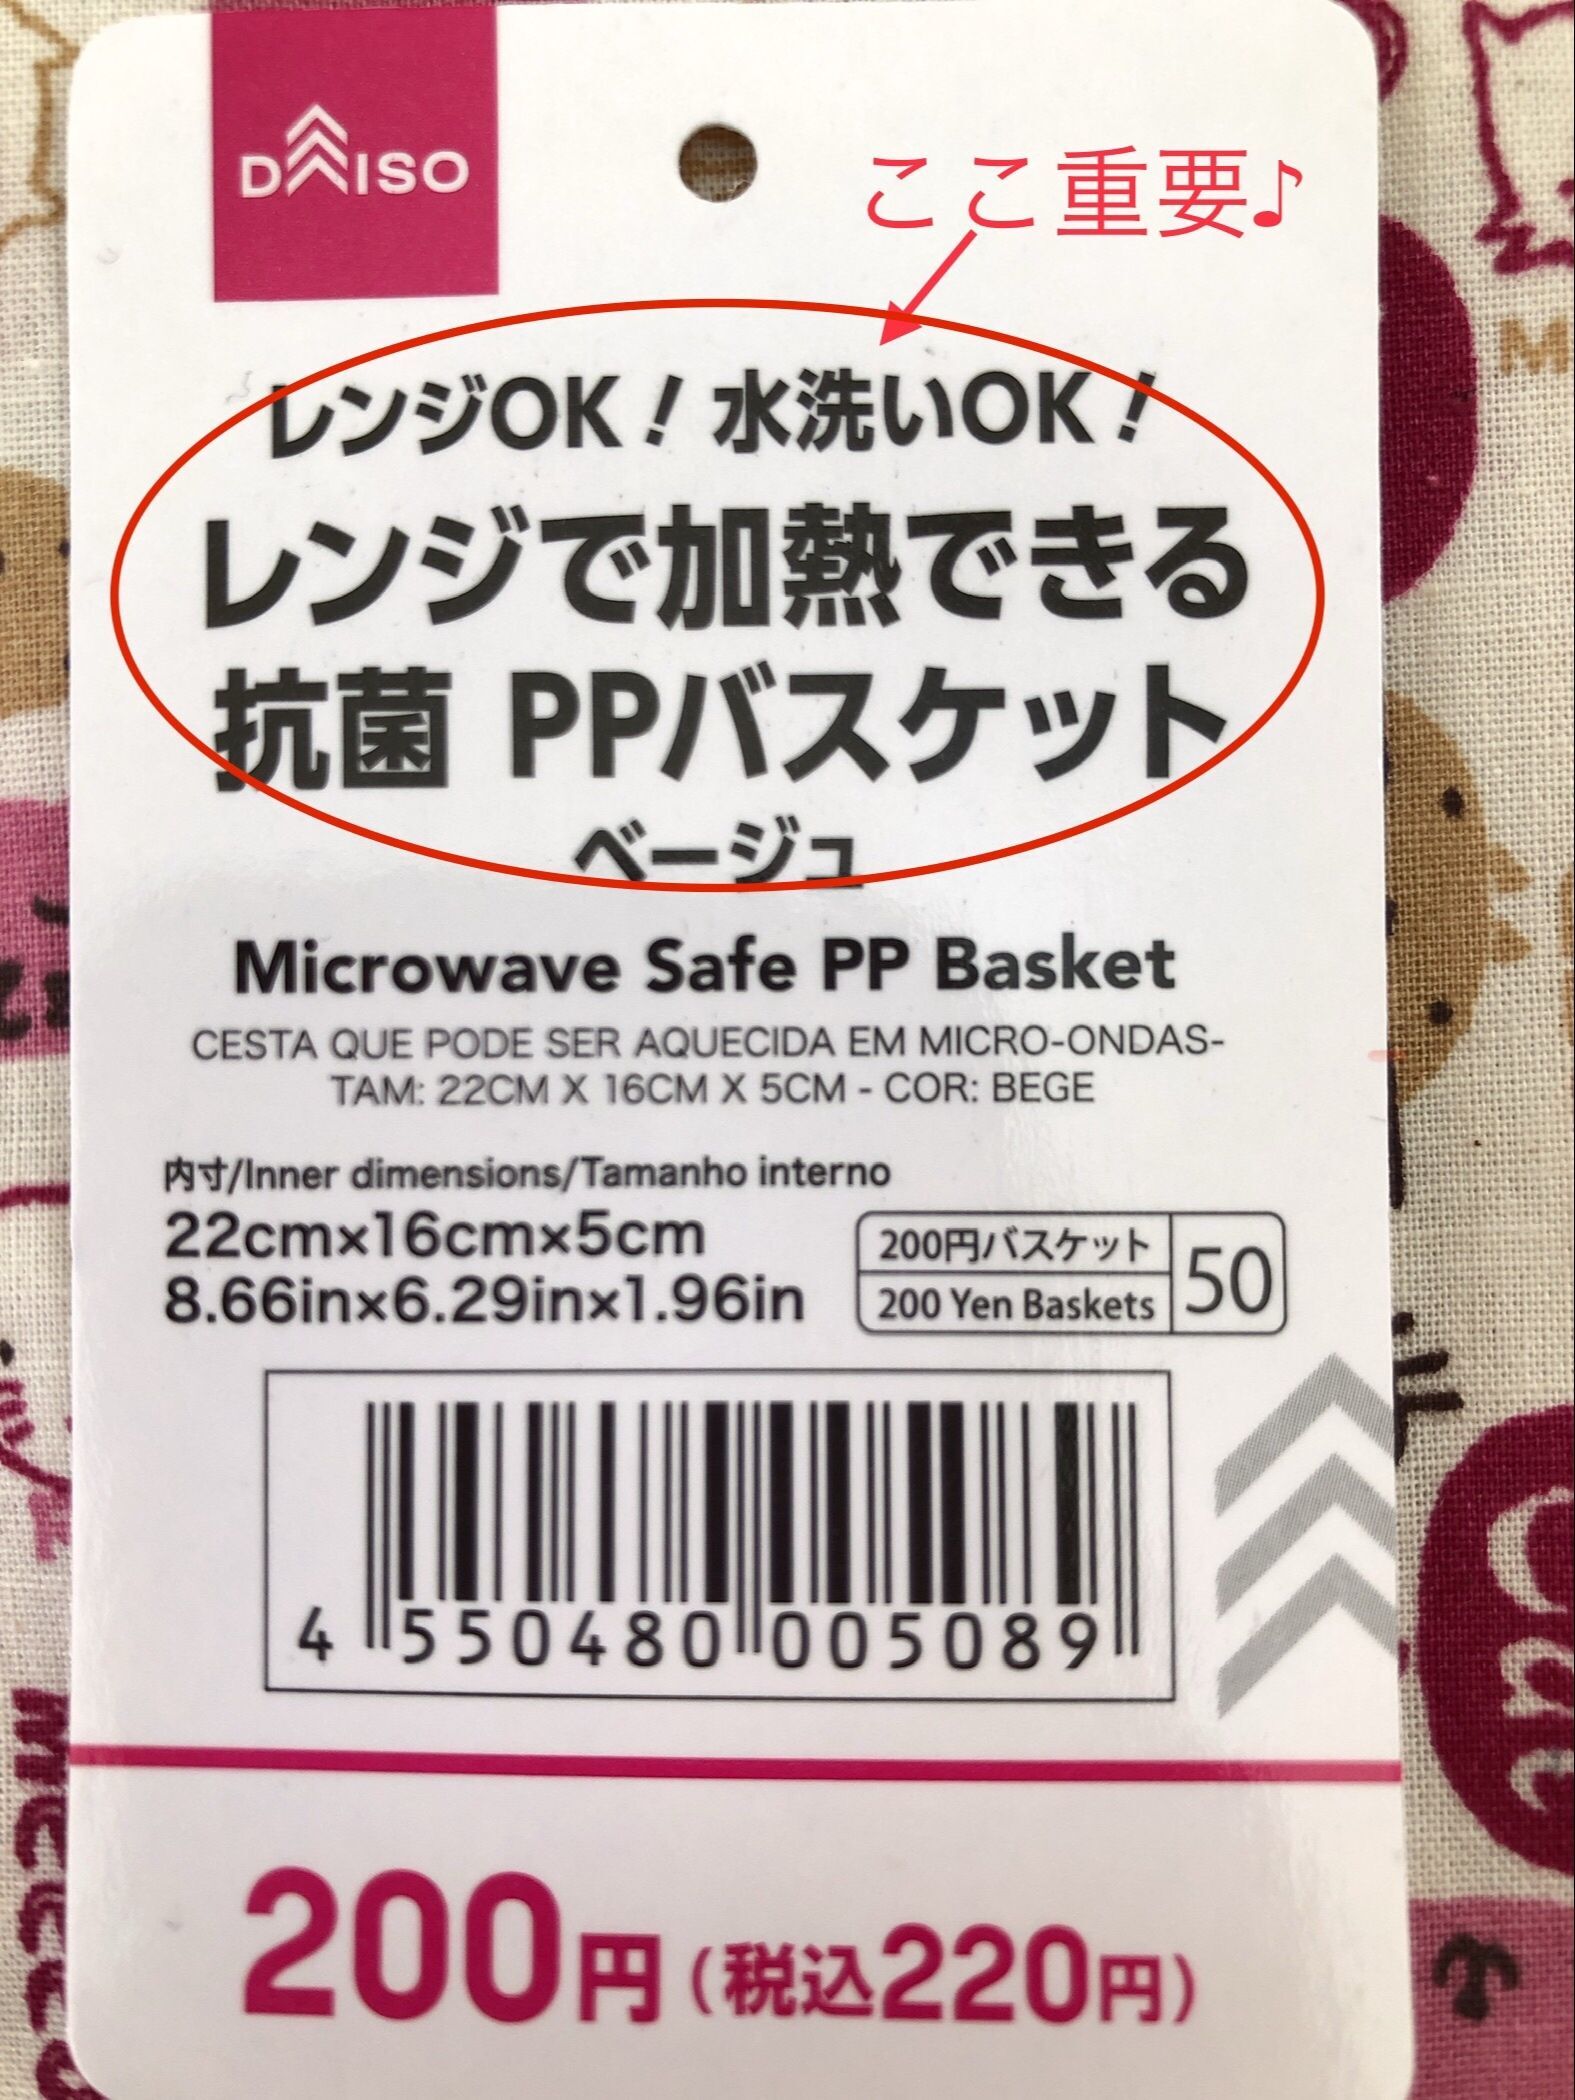 DAISO
ここ重要♪
レンジOK!水洗いOK!
レンジで加熱できる
抗菌 PPバスケット
ベージュ
Microwave Safe PP Basket
CESTA QUE PODE SER AQUECIDA EM MICRO-ONDAS-
TAM: 22CM X 16CM X 5CM - COR: BEGE
内寸/Inner dimensions/Tamanho interno
22cm×16cm×5cm
8.66in×6.29in×1.96in
200円バスケット
200 Yen Baskets
50
4 550480 005089
200円(税込220円)